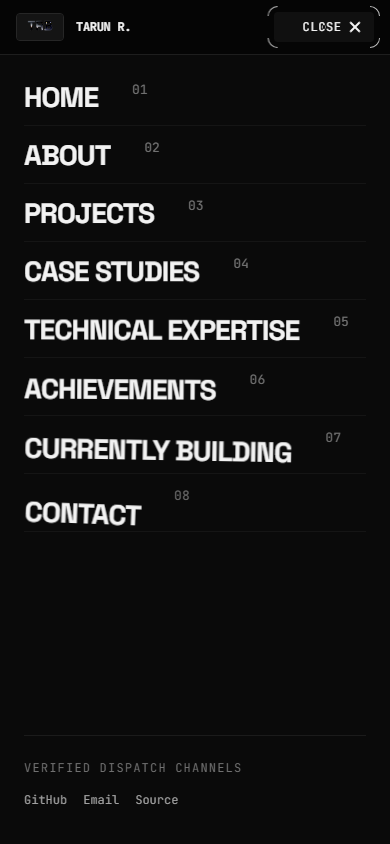 TARUN R.
CLOSE
HOME 01
ABOUT 02
PROJECTS 03
CASE STUDIES 04
TECHNICAL EXPERTISE 05
ACHIEVEMENTS 06
CURRENTLY BUILDING 07
CONTACT 08
VERIFIED DISPATCH CHANNELS
GitHub Email Source